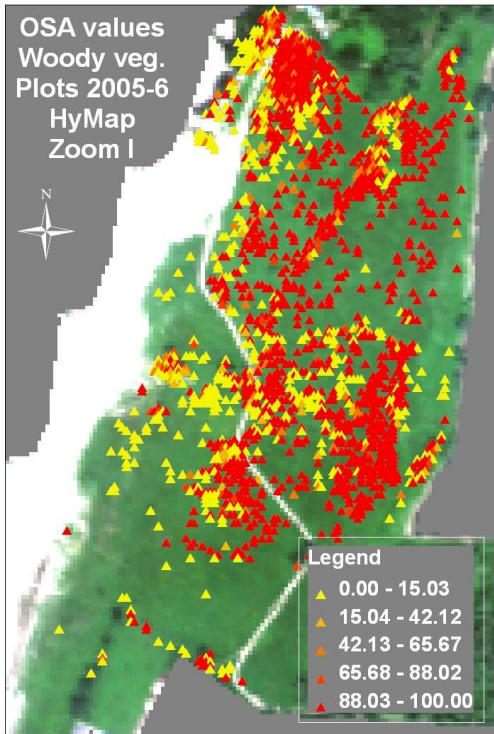 OSA values
Woody veg.
Plots 2005-6
HyMap
Zoom I
N
Legend
0.00 - 15.03
15.04 - 42.12
42.13 - 65.67
65.68 - 88.02
88.03 - 100.00